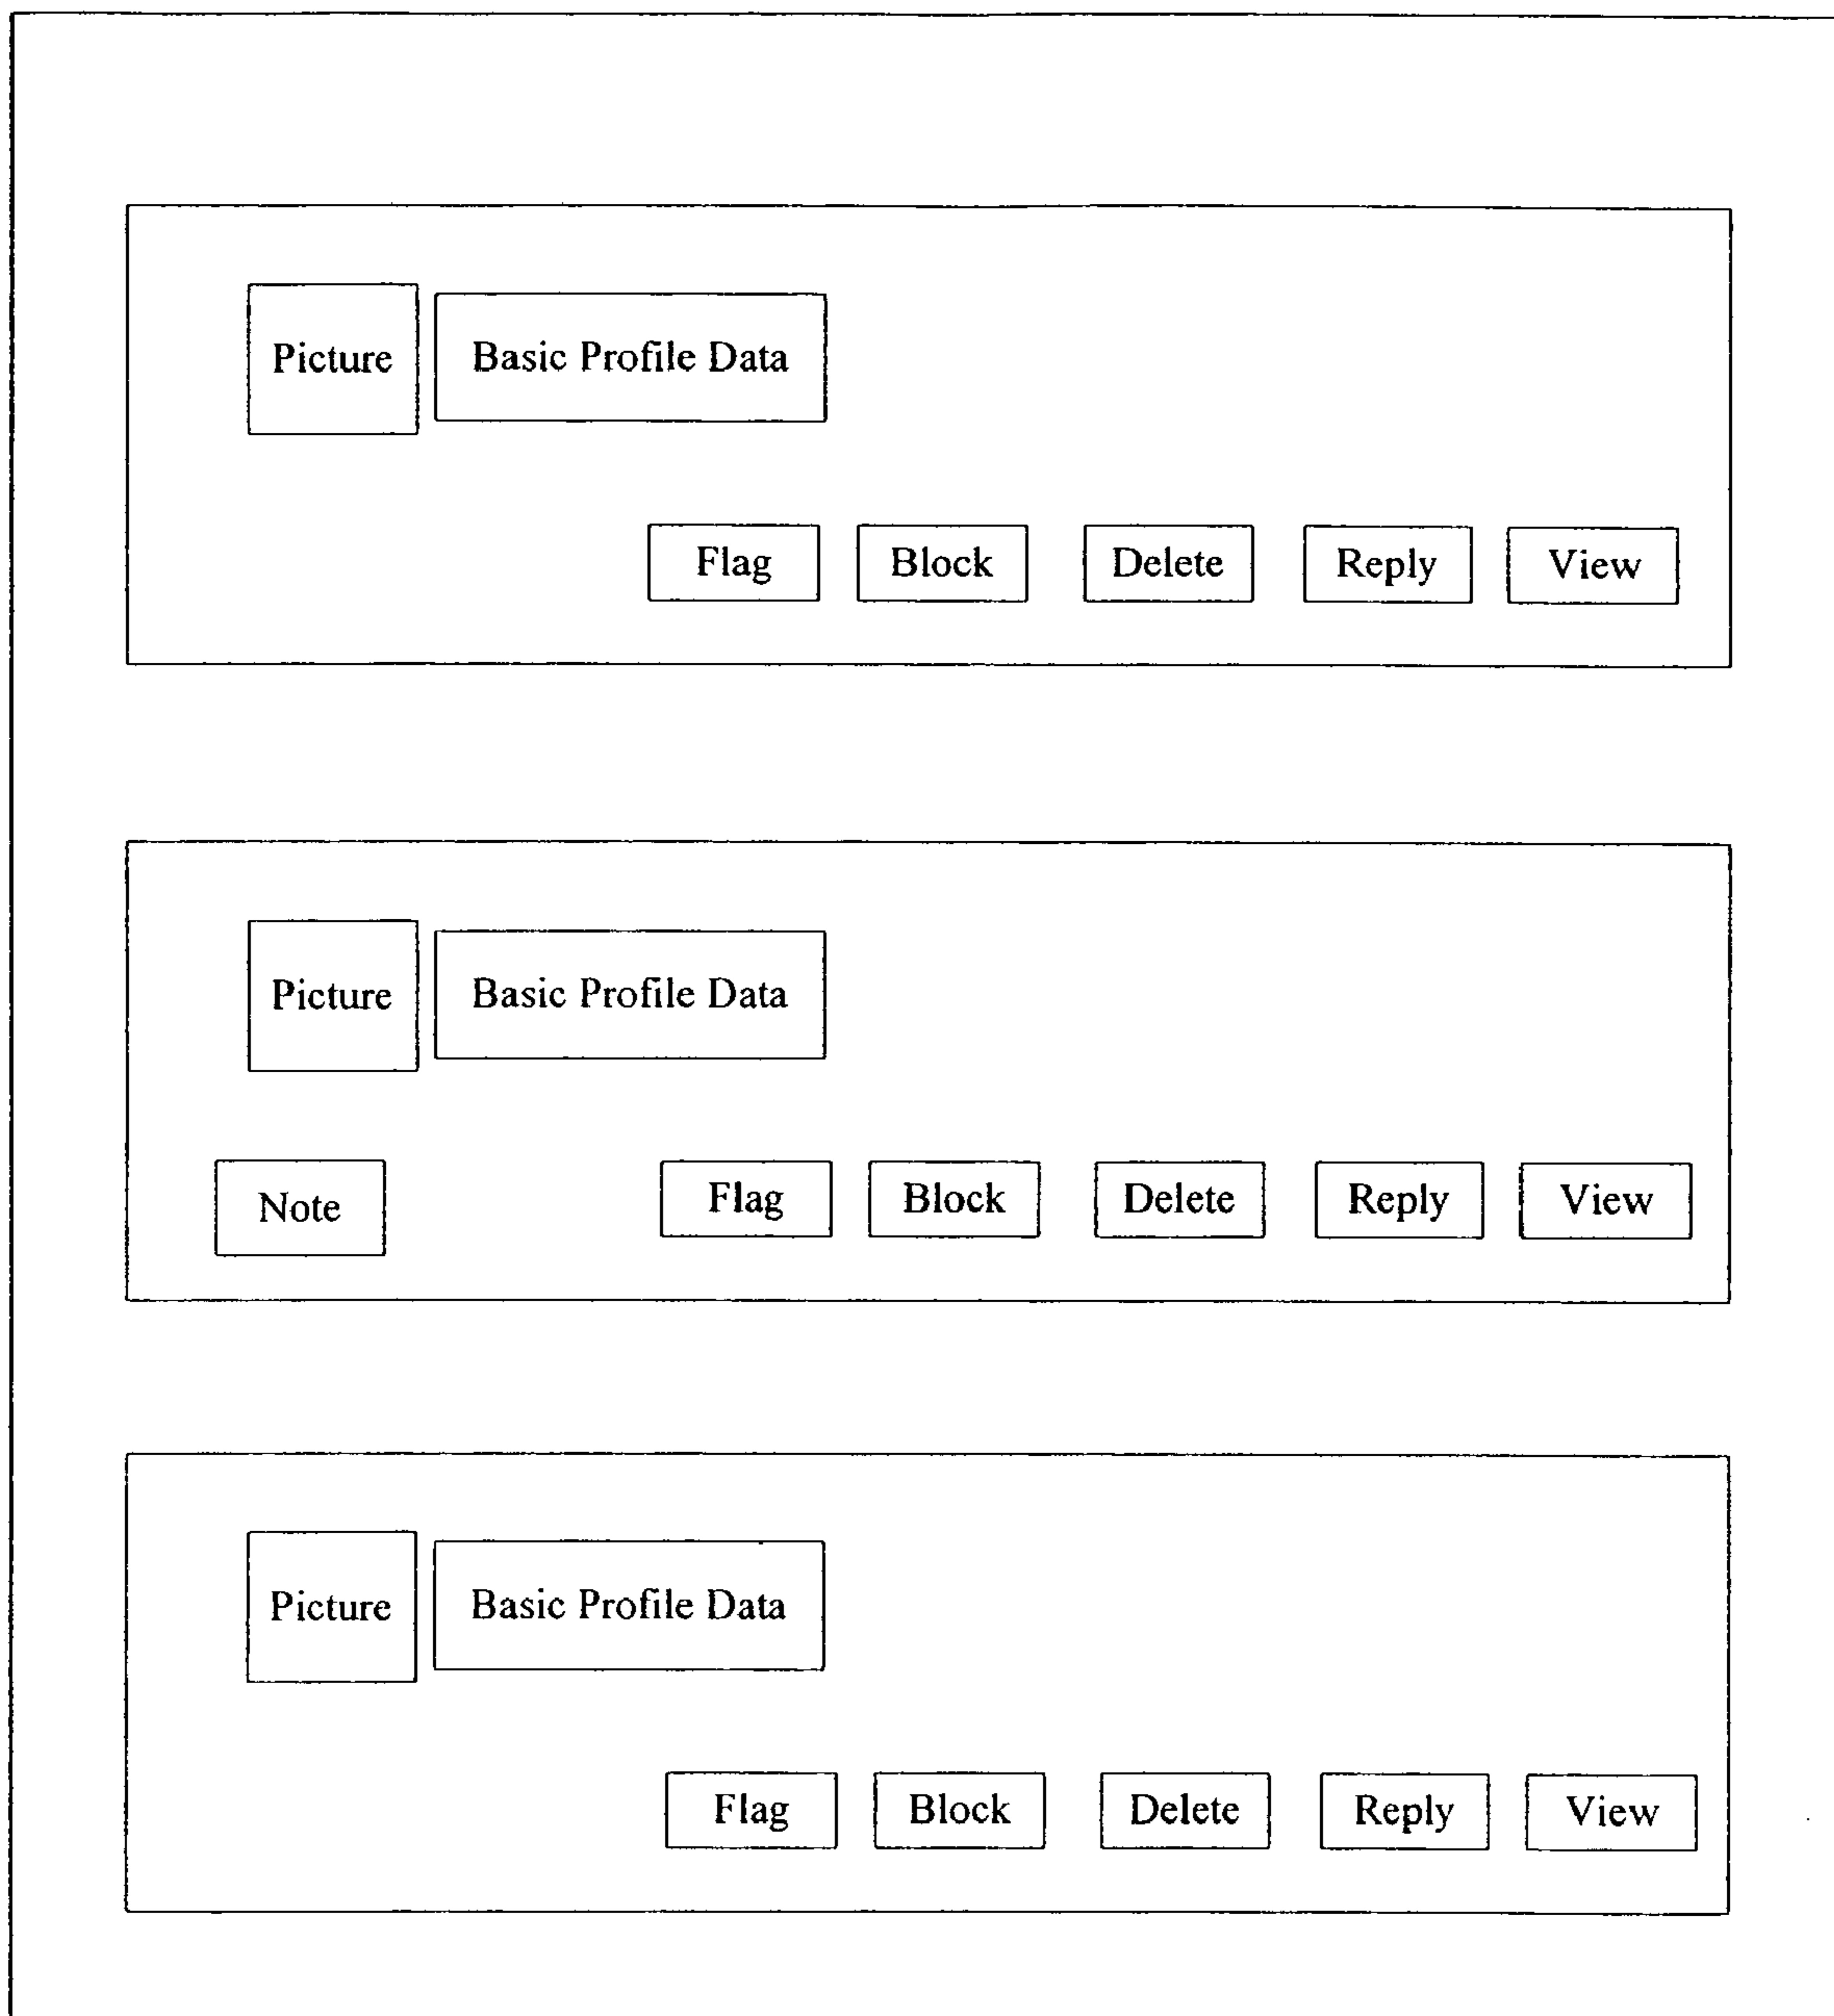 Picture Basic Profile Data
Flag Block Delete Reply View
Picture Basic Profile Data
Note Flag Block Delete Reply View
Picture Basic Profile Data
Flag Block Delete Reply View